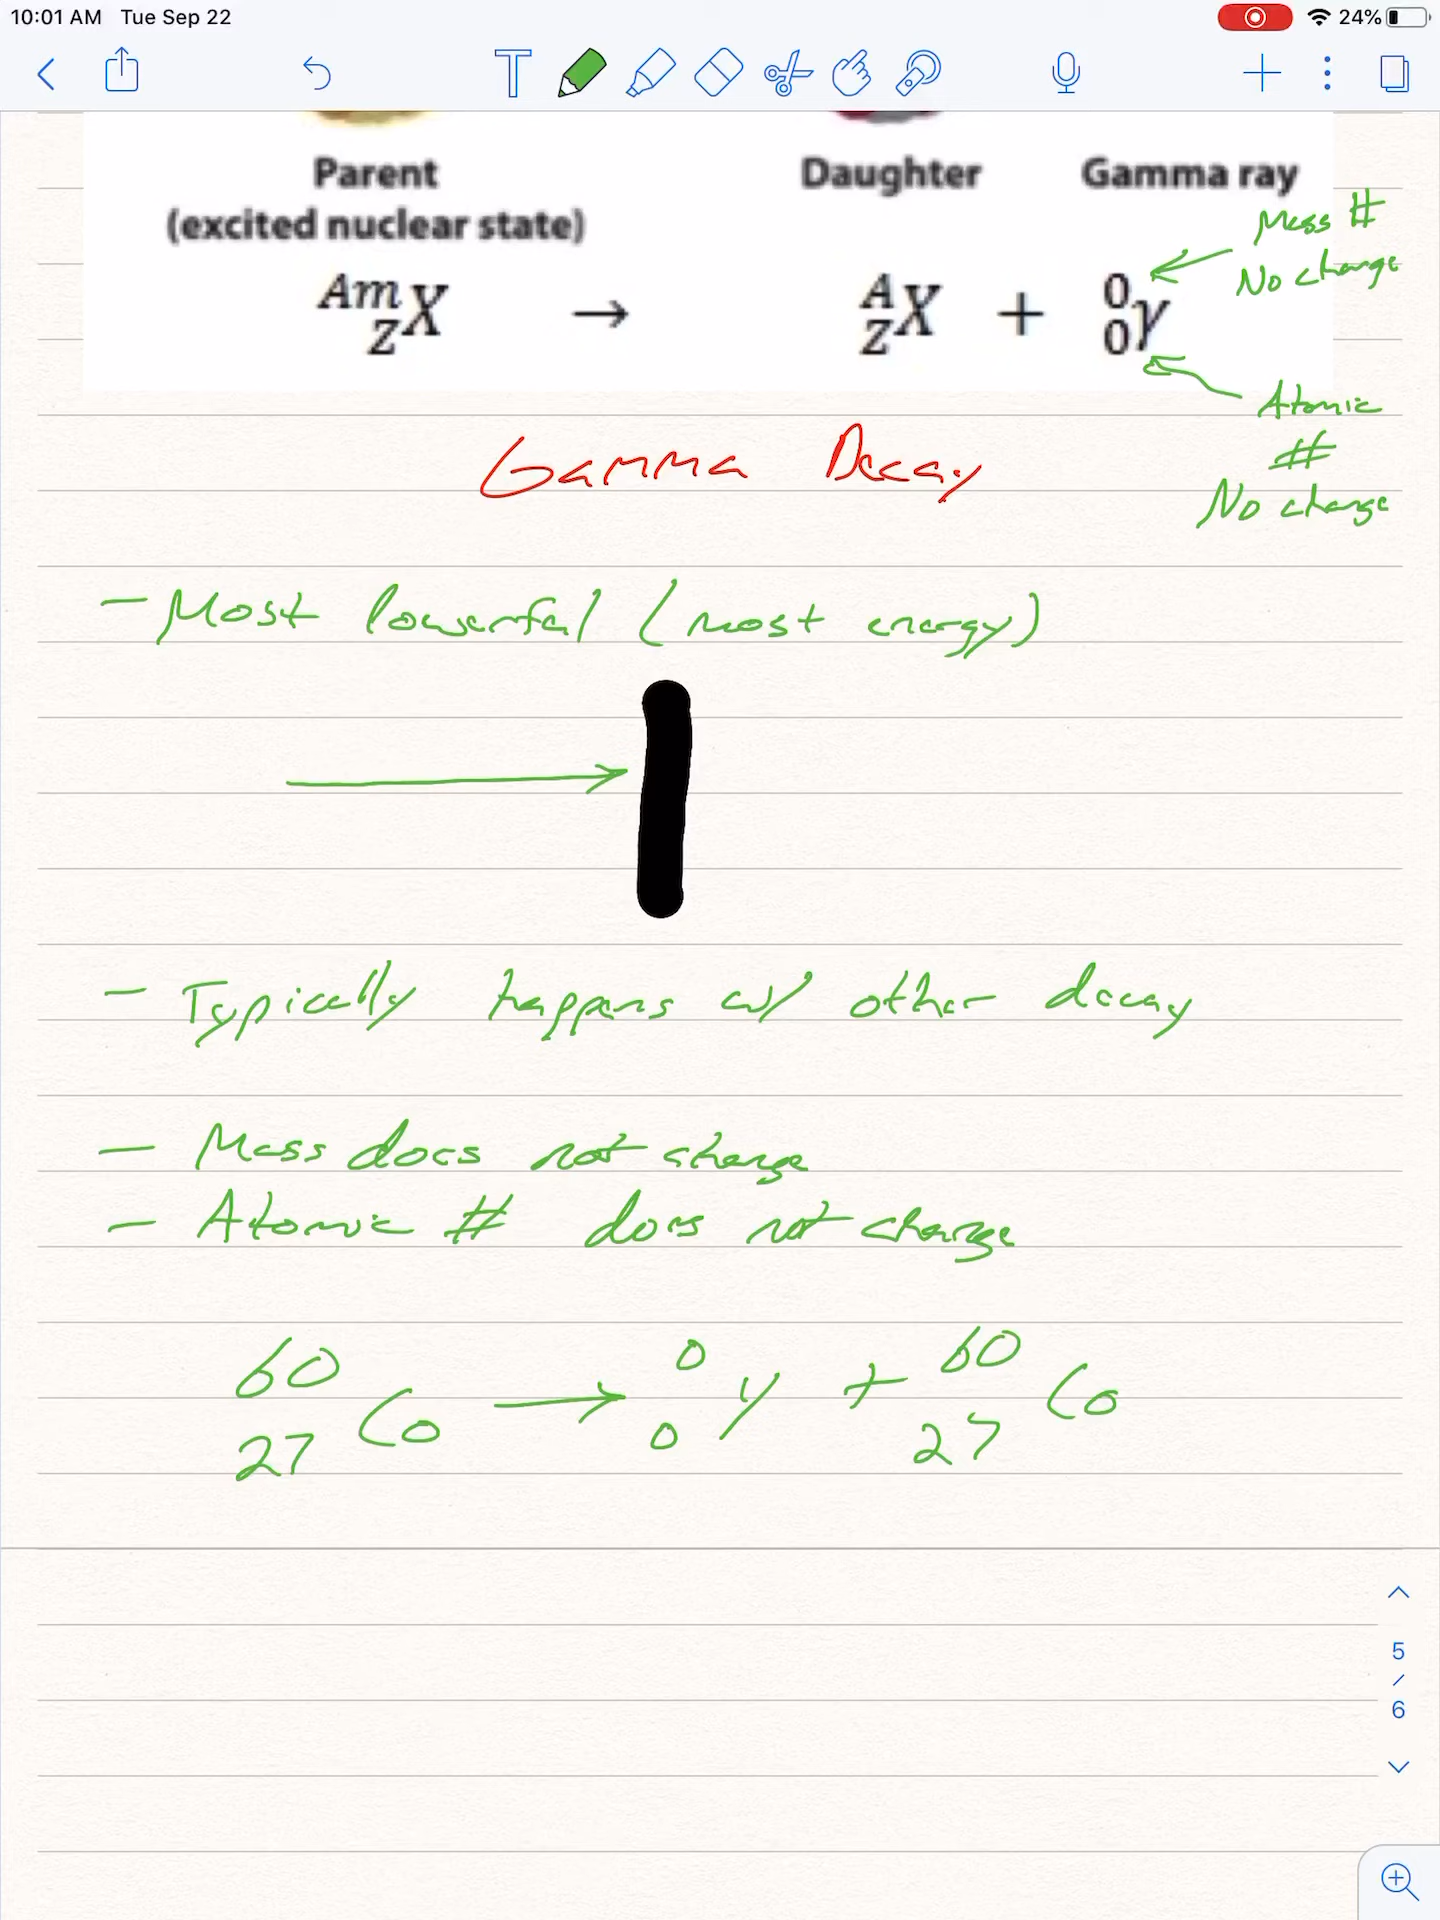 10:01 AM Tue Sep 22 24%
T
Parent Daughter Gamma ray
(excited nuclear state)
Mass #
No change
Am
Z X → A
Z X + 0
0 γ
Atomic
#
No change
Gamma Decay
- Most Powerful (most energy)
- Typically happens w/ other decay
- Mass does not change
- Atomic # does not change
60
27 Co → 0
0 γ + 60
27 Co
5
/
6